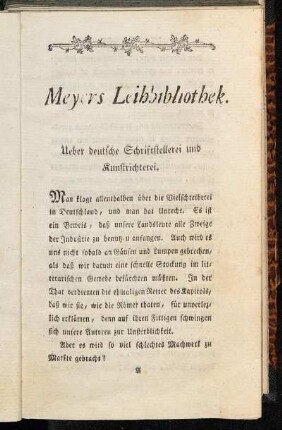 Meyers Leihbibliothek.
Ueber deutsche Schriftstellerei und
Kunstrichterei.
Man klagt allenthalben über die Vielschreiberei
in Deutschland, und man hat Unrecht. Es ist
ein Beweis, daß unsere Landsleute alle Zweige
der Industrie zu benutzen anfangen. Auch wird es
uns nicht sobald an Gänsen und Lumpen gebrechen,
als daß wir darum eine schnelle Stockung im lit-
terarischen Gewebe befürchten müßten. In der
That verdienten die ehmaligen Retter des Kapitols,
daß wir sie, wie die Römer thaten, für unverletz-
lich erklärten, denn auf ihren Fittigen schwingen
sich unsere Autoren zur Unsterblichkeit.
Aber es wird so viel schlechtes Machwerk zu
Markte gebracht?
A